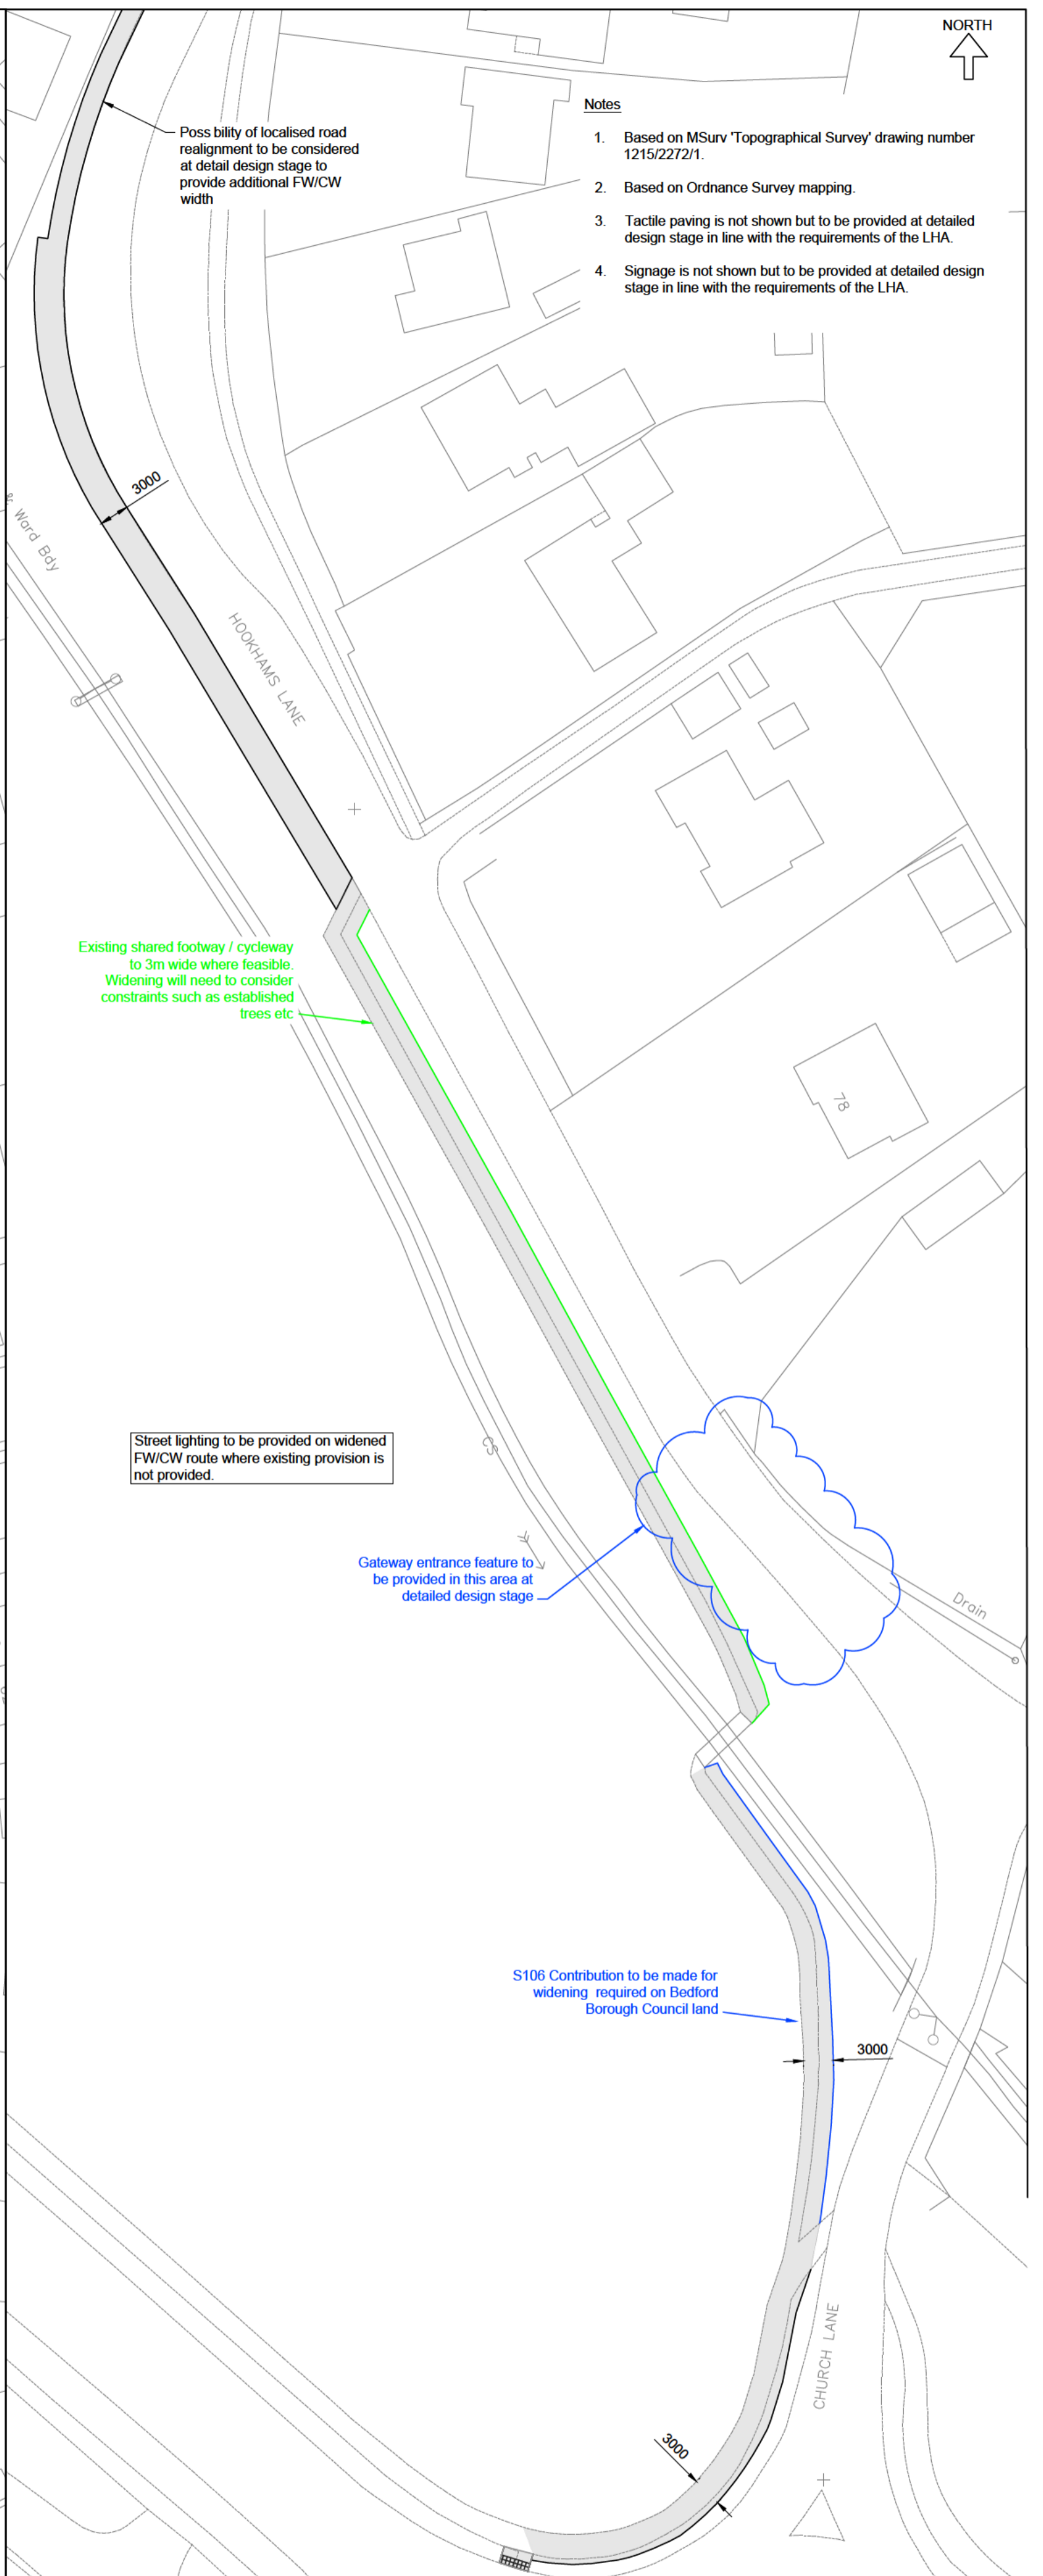 NORTH
Notes
1. Based on MSurv 'Topographical Survey' drawing number
1215/2272/1.
2. Based on Ordnance Survey mapping.
3. Tactile paving is not shown but to be provided at detailed
design stage in line with the requirements of the LHA.
4. Signage is not shown but to be provided at detailed design
stage in line with the requirements of the LHA.
Poss bility of localised road
realignment to be considered
at detail design stage to
provide additional FW/CW
width
3000
Ward Bdy
HOOKHAMS LANE
Existing shared footway / cycleway
to 3m wide where feasible.
Widening will need to consider
constraints such as established
trees etc
78
Street lighting to be provided on widened
FW/CW route where existing provision is
not provided.
CS
Gateway entrance feature to
be provided in this area at
detailed design stage
Drain
S106 Contribution to be made for
widening required on Bedford
Borough Council land
3000
CHURCH LANE
3000